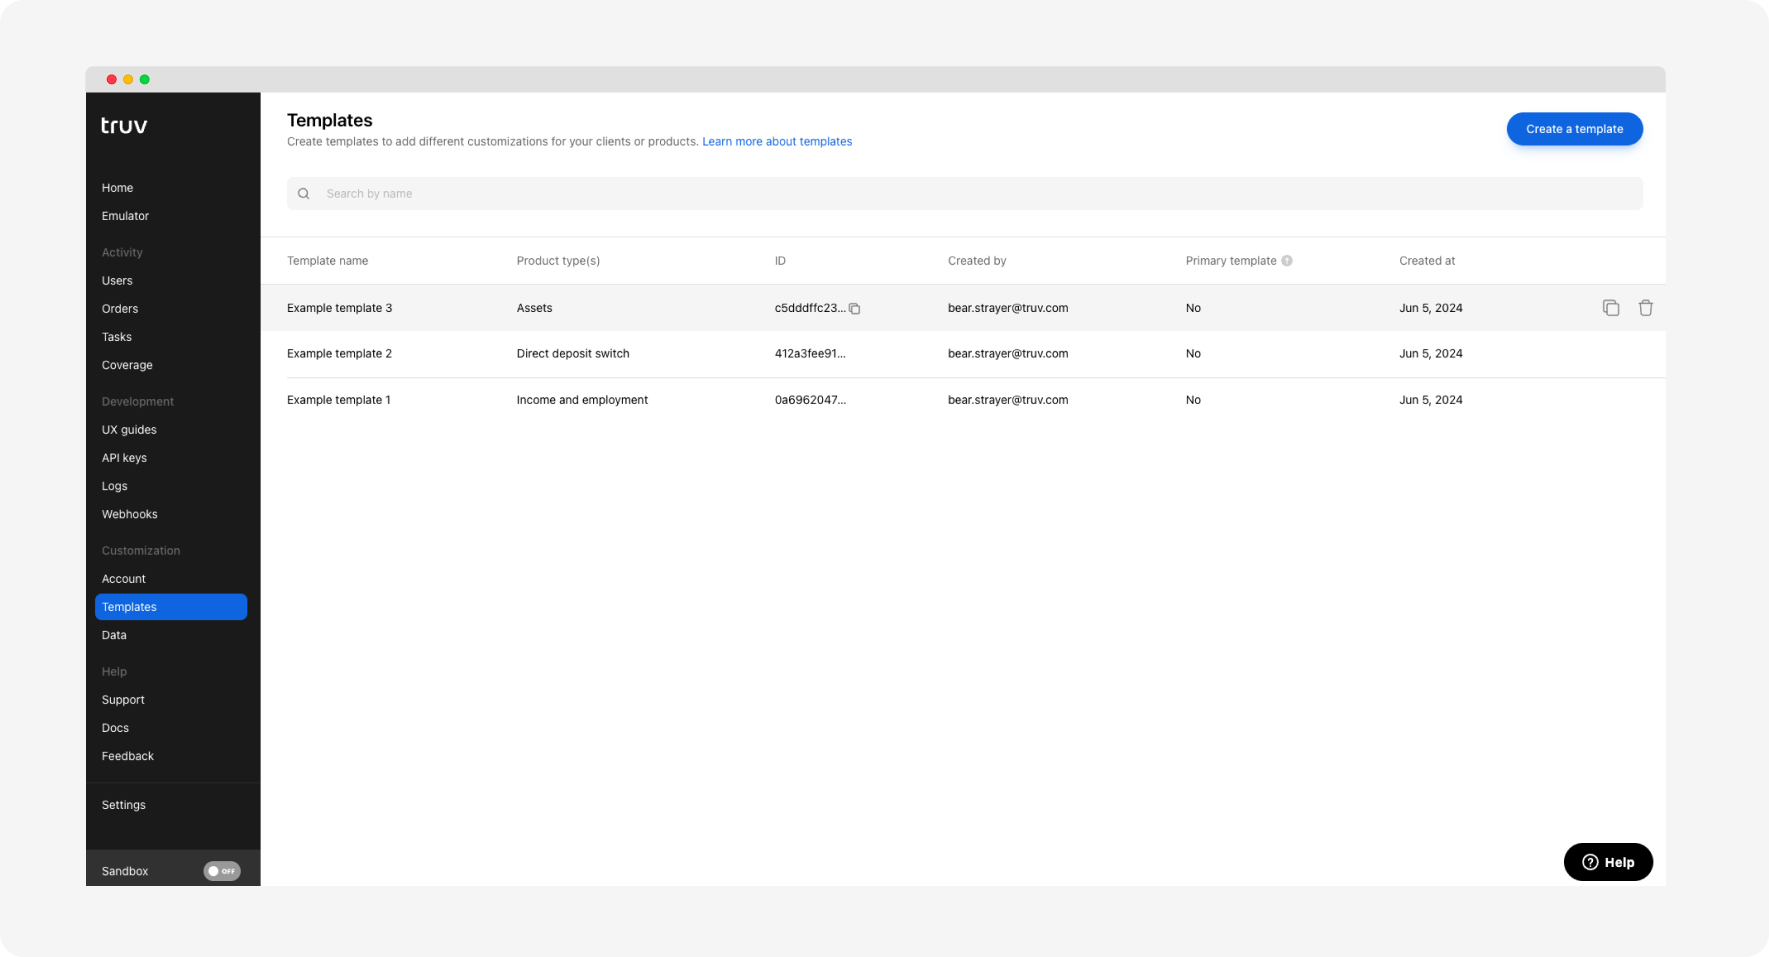 truv
Home
Emulator
Activity
Users
Orders
Tasks
Coverage
Development
UX guides
API keys
Logs
Webhooks
Customization
Account
Templates
Data
Help
Support
Docs
Feedback
Settings
Sandbox OFF
Templates
Create templates to add different customizations for your clients or products. Learn more about templates
Create a template
Search by name
Template name Product type(s) ID Created by Primary template ? Created at
Example template 3 Assets c5dddffc23... bear.strayer@truv.com No Jun 5, 2024
Example template 2 Direct deposit switch 412a3fee91... bear.strayer@truv.com No Jun 5, 2024
Example template 1 Income and employment 0a6962047... bear.strayer@truv.com No Jun 5, 2024
? Help